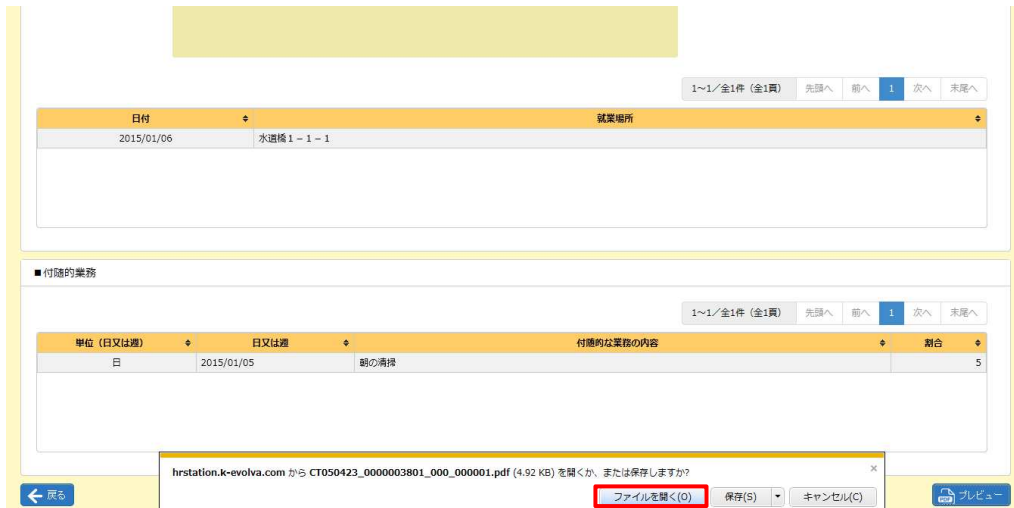 1～1／全1件（全1頁） 先頭へ 前へ 1 次へ 末尾へ
日付 就業場所
2015/01/06 水道橋１－１－１
■付随的業務
1～1／全1件（全1頁） 先頭へ 前へ 1 次へ 末尾へ
単位（日又は週） 日又は週 付随的な業務の内容 割合
日 2015/01/05 朝の清掃 5
hrstation.k-evolva.com から CT050423_0000003801_000_000001.pdf (4.92 KB) を開くか、または保存しますか? ×
ファイルを開く(O) 保存(S) キャンセル(C)
戻る PDF プレビュー